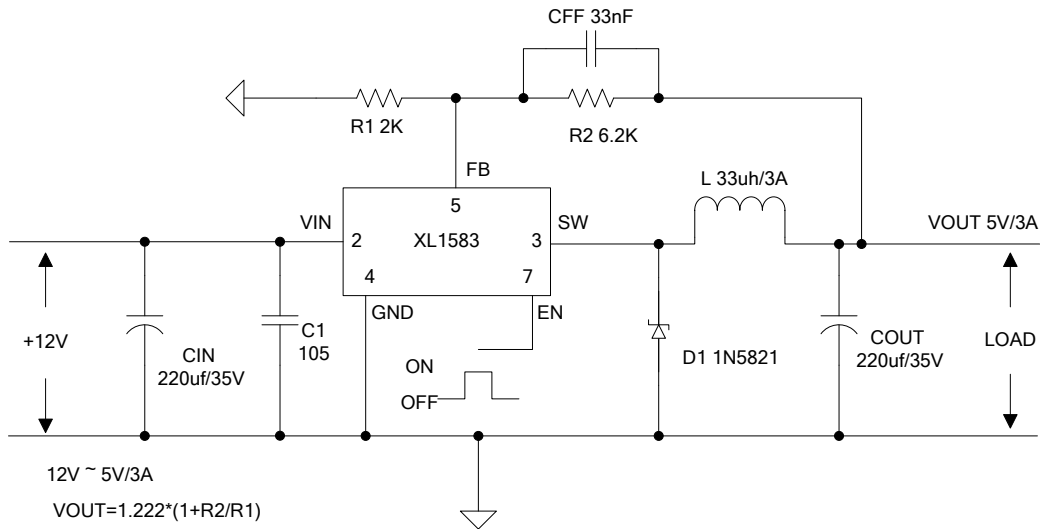 CFF 33nF
R1 2K
R2 6.2K
FB
L 33uh/3A
VIN
5
SW
VOUT 5V/3A
2
XL1583
3
4
7
GND
EN
+12V
C1
105
CIN
220uf/35V
ON
OFF
D1 1N5821
COUT
220uf/35V
LOAD
12V ~ 5V/3A
VOUT=1.222*(1+R2/R1)